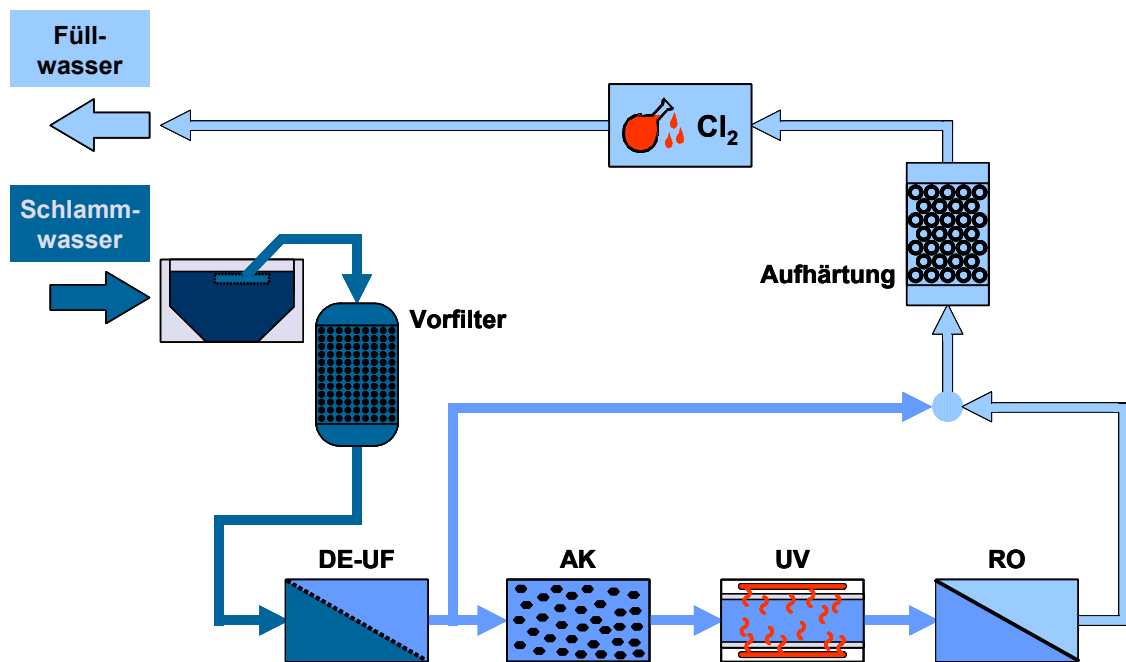 Füll-
wasser
Cl₂
Schlamm-
wasser
Aufhärtung
Vorfilter
DE-UF
AK
UV
RO